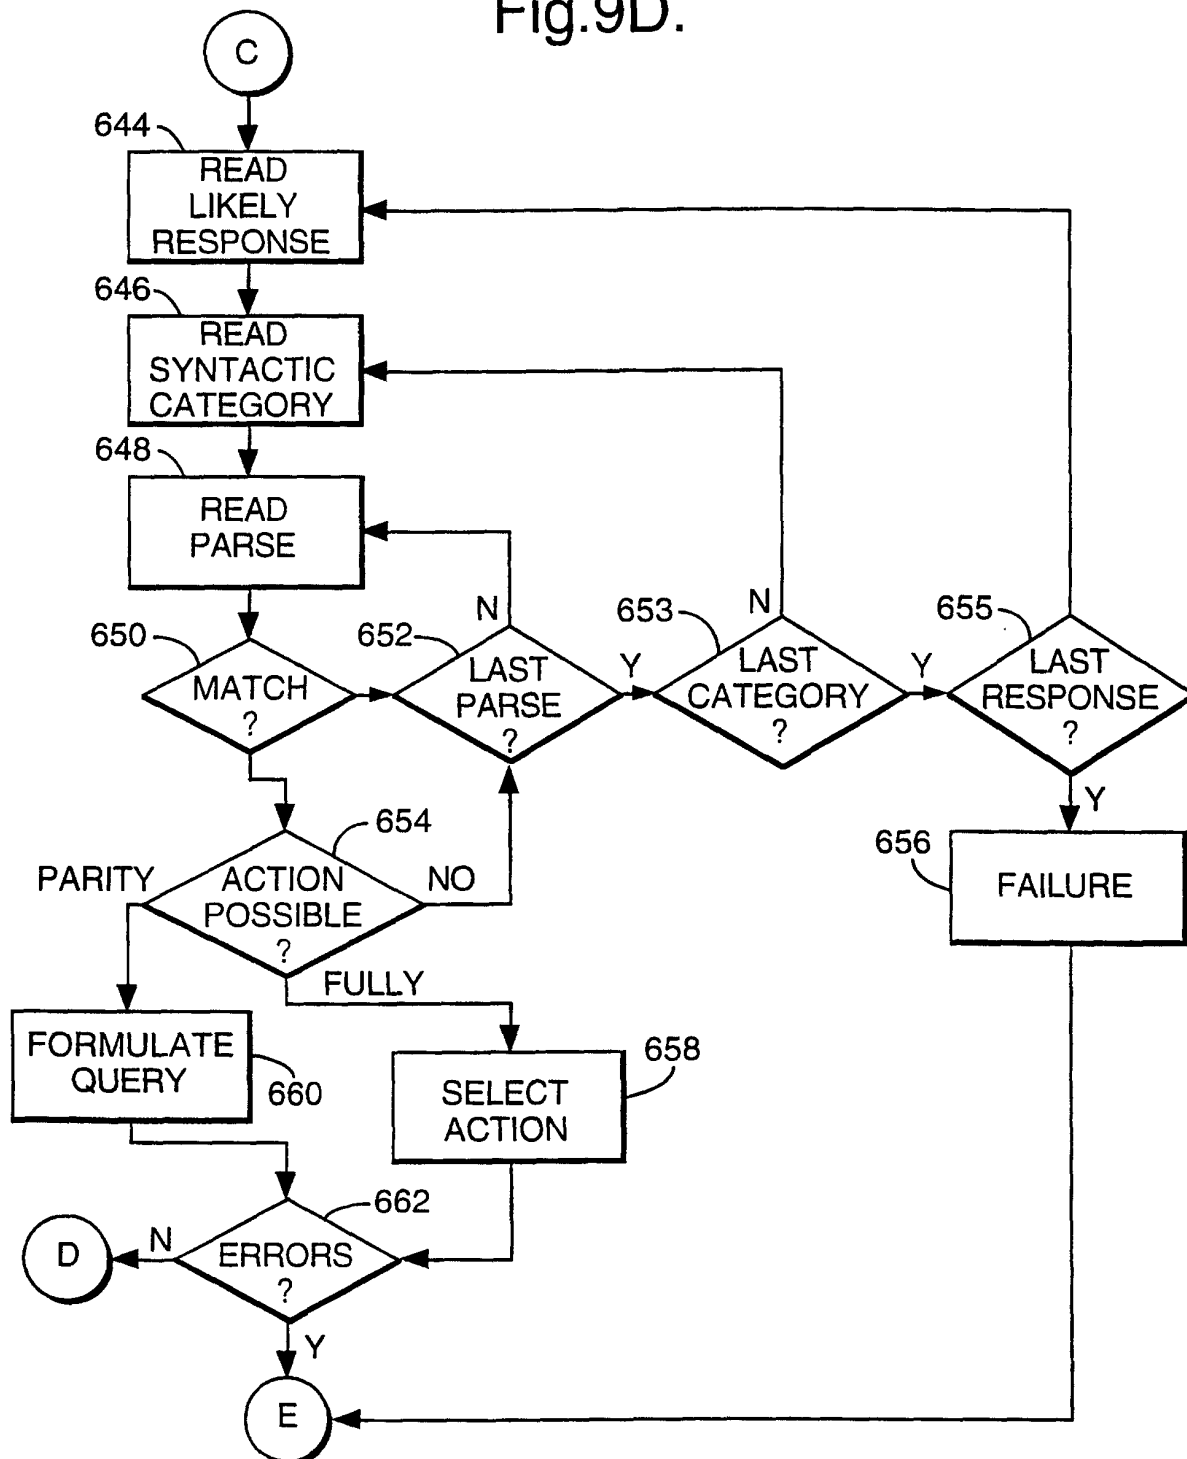 Fig.9D.
C
644
READ
LIKELY
RESPONSE
646
READ
SYNTACTIC
CATEGORY
648
READ
PARSE
650
MATCH
?
652
N
LAST
PARSE
?
Y
653
N
LAST
CATEGORY
?
Y
655
LAST
RESPONSE
?
Y
656
FAILURE
654
PARITY
ACTION
POSSIBLE
?
NO
FULLY
FORMULATE
QUERY
660
658
SELECT
ACTION
662
ERRORS
?
N
D
Y
E